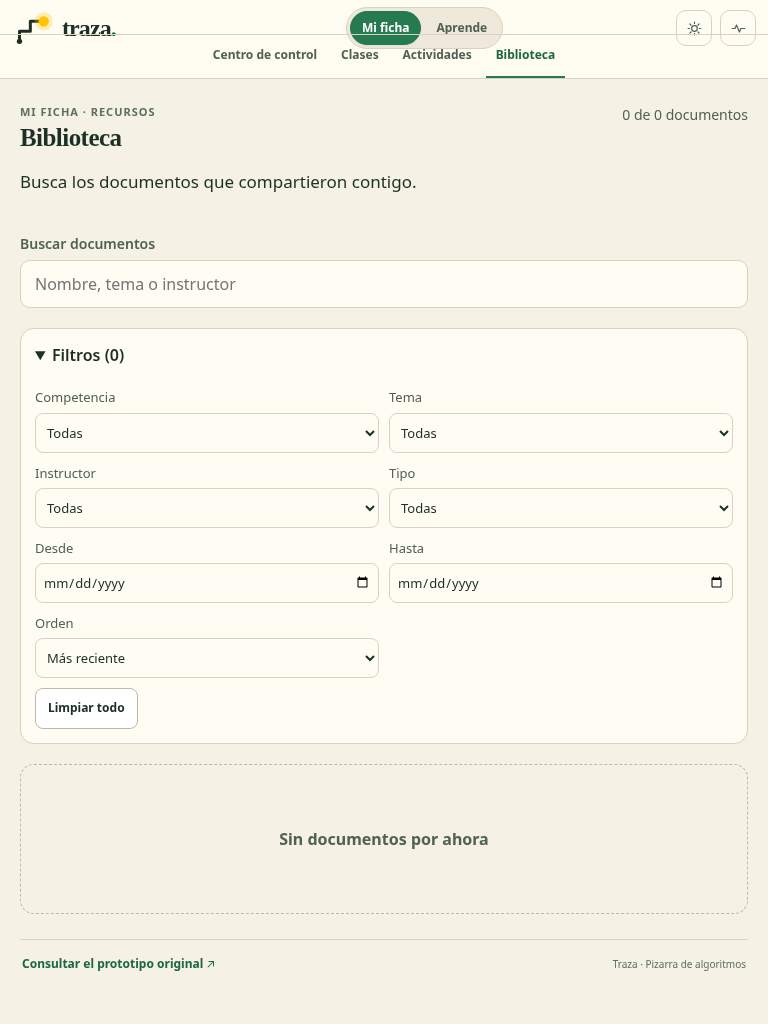 traza.
Mi ficha Aprende
Centro de control Clases Actividades Biblioteca
MI FICHA · RECURSOS
0 de 0 documentos
Biblioteca
Busca los documentos que compartieron contigo.
Buscar documentos
Nombre, tema o instructor
▼ Filtros (0)
Competencia Tema
Todas Todas
Instructor Tipo
Todas Todas
Desde Hasta
mm/dd/yyyy mm/dd/yyyy
Orden
Más reciente
Limpiar todo
Sin documentos por ahora
Consultar el prototipo original ↗
Traza · Pizarra de algoritmos